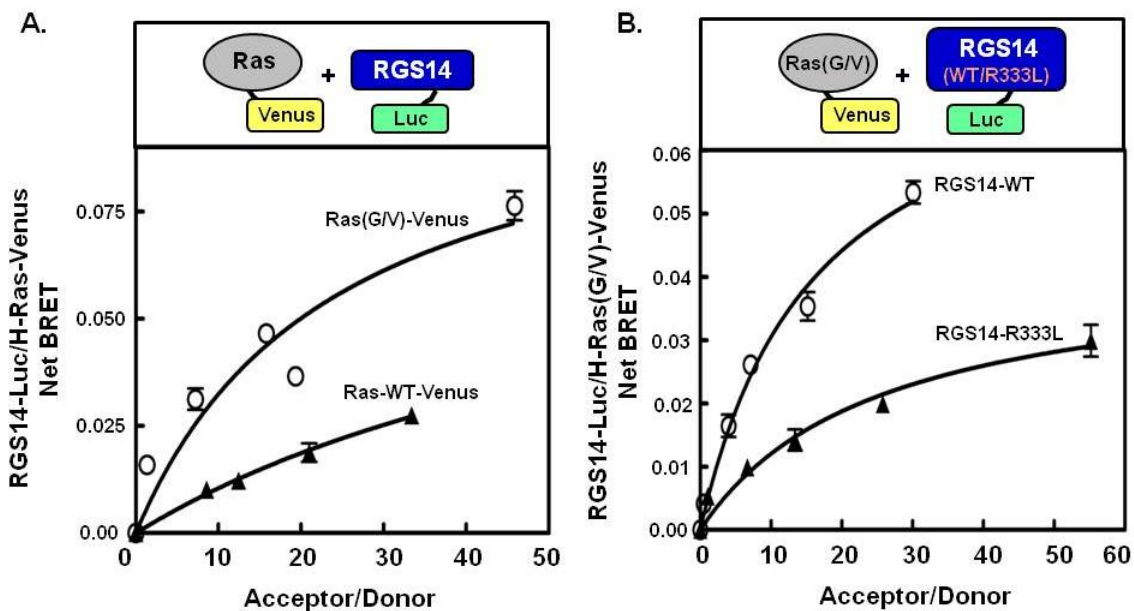 A.
Ras
+
RGS14
Venus
Luc
RGS14-Luc/H-Ras-Venus
Net BRET
0.075
0.050
0.025
0.00
Ras(G/V)-Venus
Ras-WT-Venus
0
10
20
30
40
50
Acceptor/Donor
B.
Ras(G/V)
+
RGS14
(WT/R333L)
Venus
Luc
RGS14-Luc/H-Ras(G/V)-Venus
Net BRET
0.06
0.05
0.04
0.03
0.02
0.01
0.00
RGS14-WT
RGS14-R333L
0
10
20
30
40
50
60
Acceptor/Donor